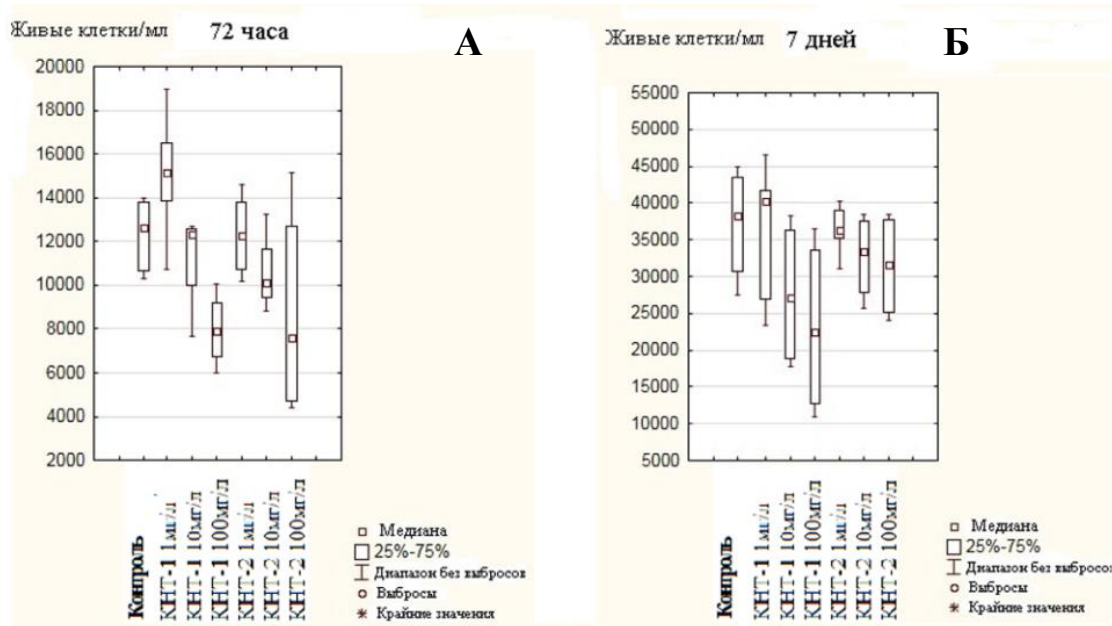 Живые клетки/мл 72 часа А
20000
18000
16000
14000
12000
10000
8000
6000
4000
2000
Контроль
КНТ-1 1мг/л
КНТ-1 10мг/л
КНТ-1 100мг/л
КНТ-2 1мг/л
КНТ-2 10мг/л
КНТ-2 100мг/л
Медиана
25%-75%
Диапазон без выбросов
Выбросы
Крайние значения
Живые клетки/мл 7 дней Б
55000
50000
45000
40000
35000
30000
25000
20000
15000
10000
5000
Контроль
КНТ-1 1мг/л
КНТ-1 10мг/л
КНТ-1 100мг/л
КНТ-2 1мг/л
КНТ-2 10мг/л
КНТ-2 100мг/л
Медиана
25%-75%
Диапазон без выбросов
Выбросы
Крайние значения